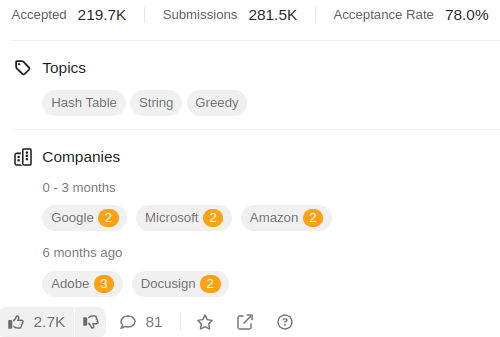 Accepted 219.7K Submissions 281.5K Acceptance Rate 78.0%
Topics
Hash Table String Greedy
Companies
0 - 3 months
Google 2 Microsoft 2 Amazon 2
6 months ago
Adobe 3 Docusign 2
2.7K 81